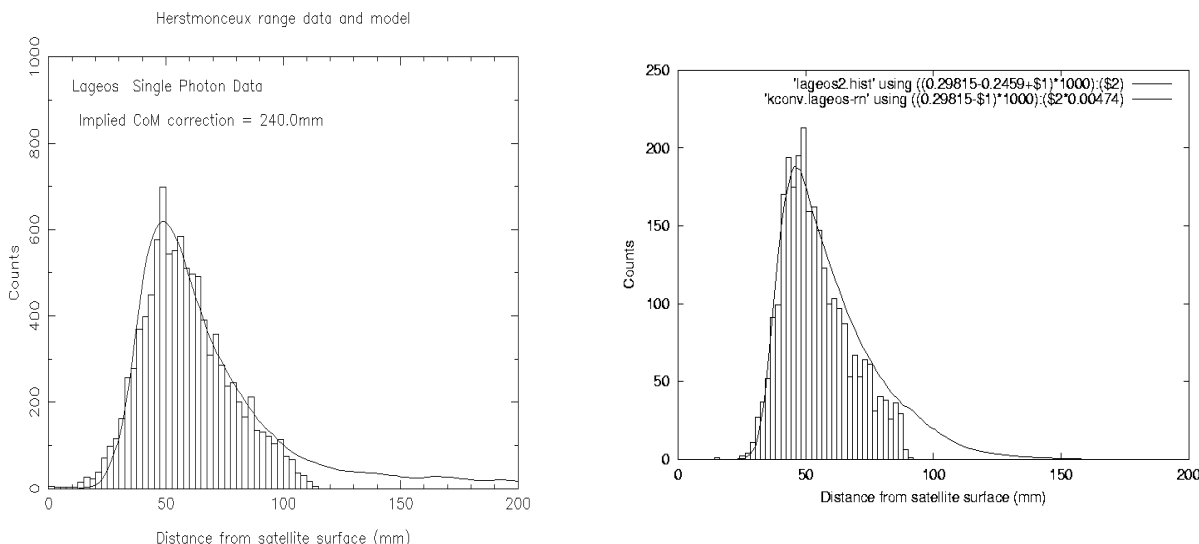 Herstmonceux range data and model
1000
800
600
400
200
0
Counts
Lageos Single Photon Data
Implied CoM correction = 240.0mm
0 50 100 150 200
Distance from satellite surface (mm)
250
200
150
100
50
0
Counts
'lageos2.hist' using ((0.29815-0.2459+$1)*1000):($2)
'kconv.lageos-rn' using ((0.29815-$1)*1000):($2*0.00474)
0 50 100 150 200
Distance from satellite surface (mm)